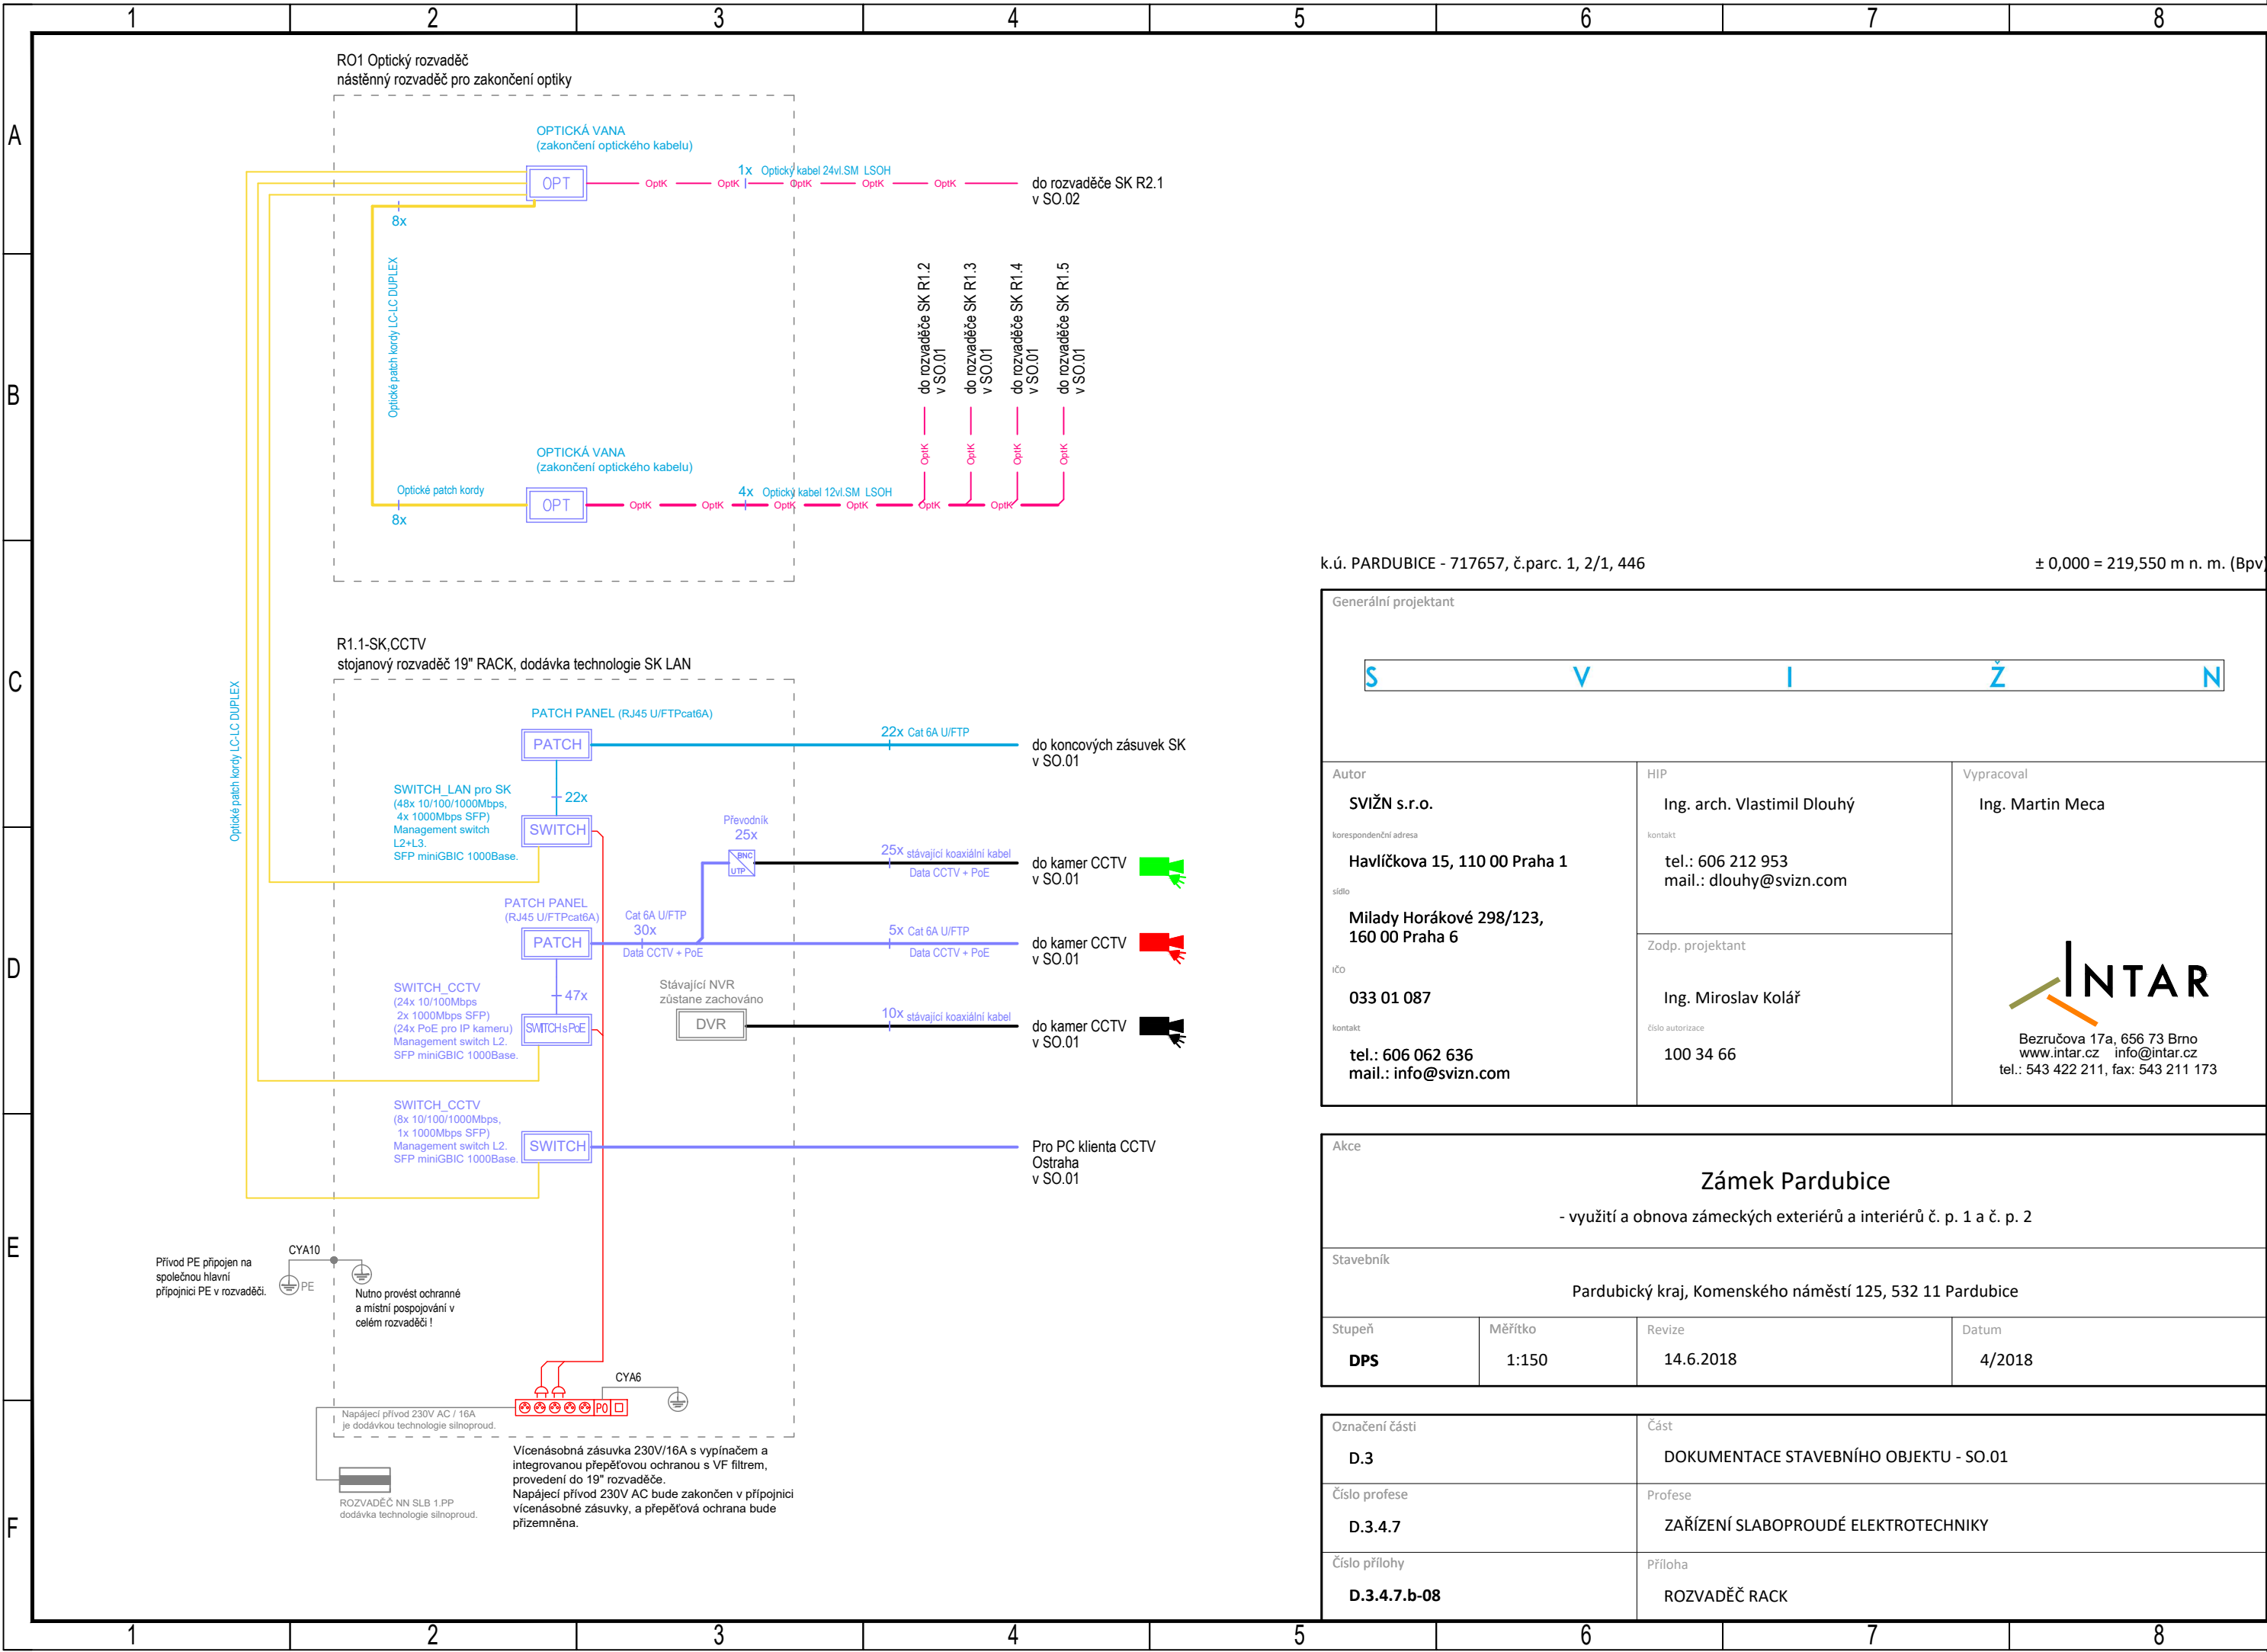 1 2 3 4 5 6 7 8
RO1 Optický rozvaděč
nástěnný rozvaděč pro zakončení optiky
A
OPTICKÁ VANA
(zakončení optického kabelu)
OPT
OptK OptK OptK OptK OptK
1x Optický kabel 24vl.SM LSOH
do rozvaděče SK R2.1
v SO.02
8x
Optické patch kordy LC-LC DUPLEX
B
do rozvaděče SK R1.2
v SO.01
do rozvaděče SK R1.3
v SO.01
do rozvaděče SK R1.4
v SO.01
do rozvaděče SK R1.5
v SO.01
OptK OptK OptK OptK
OPTICKÁ VANA
(zakončení optického kabelu)
Optické patch kordy
8x
OPT
4x Optický kabel 12vl.SM LSOH
OptK OptK OptK OptK OptK OptK
C
R1.1-SK,CCTV
stojanový rozvaděč 19" RACK, dodávka technologie SK LAN
Optické patch kordy LC-LC DUPLEX
PATCH PANEL (RJ45 U/FTPcat6A)
PATCH
22x Cat 6A U/FTP
do koncových zásuvek SK
v SO.01
22x
SWITCH_LAN pro SK
(48x 10/100/1000Mbps,
4x 1000Mbps SFP)
Management switch
L2+L3.
SFP miniGBIC 1000Base.
SWITCH
Převodník
25x
BNC
UTP
25x stávající koaxiální kabel
Data CCTV + PoE
do kamer CCTV
v SO.01
D
PATCH PANEL
(RJ45 U/FTPcat6A)
PATCH
Cat 6A U/FTP
30x
Data CCTV + PoE
5x Cat 6A U/FTP
Data CCTV + PoE
do kamer CCTV
v SO.01
47x
SWITCH_CCTV
(24x 10/100Mbps
2x 1000Mbps SFP)
(24x PoE pro IP kameru)
Management switch L2.
SFP miniGBIC 1000Base.
SWITCHsPoE
Stávající NVR
zůstane zachováno
DVR
10x stávající koaxiální kabel
do kamer CCTV
v SO.01
SWITCH_CCTV
(8x 10/100/1000Mbps,
1x 1000Mbps SFP)
Management switch L2.
SFP miniGBIC 1000Base.
SWITCH
Pro PC klienta CCTV
Ostraha
v SO.01
E
CYA10
Přívod PE připojen na
společnou hlavní
přípojnici PE v rozvaděči.
PE
Nutno provést ochranné
a místní pospojování v
celém rozvaděči !
CYA6
PO
Napájecí přívod 230V AC / 16A
je dodávkou technologie silnoproud.
F
Vícenásobná zásuvka 230V/16A s vypínačem a
integrovanou přepěťovou ochranou s VF filtrem,
provedení do 19" rozvaděče.
Napájecí přívod 230V AC bude zakončen v přípojnici
vícenásobné zásuvky, a přepěťová ochrana bude
přizemněna.
ROZVADĚČ NN SLB 1.PP
dodávka technologie silnoproud.
k.ú. PARDUBICE - 717657, č.parc. 1, 2/1, 446
± 0,000 = 219,550 m n. m. (Bpv)
Generální projektant
S V I Ž N
Autor
SVIŽN s.r.o.
korespondenční adresa
Havlíčkova 15, 110 00 Praha 1
sídlo
Milady Horákové 298/123,
160 00 Praha 6
IČO
033 01 087
kontakt
tel.: 606 062 636
mail.: info@svizn.com
HIP
Ing. arch. Vlastimil Dlouhý
kontakt
tel.: 606 212 953
mail.: dlouhy@svizn.com
Zodp. projektant
Ing. Miroslav Kolář
číslo autorizace
100 34 66
Vypracoval
Ing. Martin Meca
INTAR
Bezručova 17a, 656 73 Brno
www.intar.cz info@intar.cz
tel.: 543 422 211, fax: 543 211 173
Akce
Zámek Pardubice
- využití a obnova zámeckých exteriérů a interiérů č. p. 1 a č. p. 2
Stavebník
Pardubický kraj, Komenského náměstí 125, 532 11 Pardubice
Stupeň
DPS
Měřítko
1:150
Revize
14.6.2018
Datum
4/2018
Označení části
D.3
Část
DOKUMENTACE STAVEBNÍHO OBJEKTU - SO.01
Číslo profese
D.3.4.7
Profese
ZAŘÍZENÍ SLABOPROUDÉ ELEKTROTECHNIKY
Číslo přílohy
D.3.4.7.b-08
Příloha
ROZVADĚČ RACK
1 2 3 4 5 6 7 8